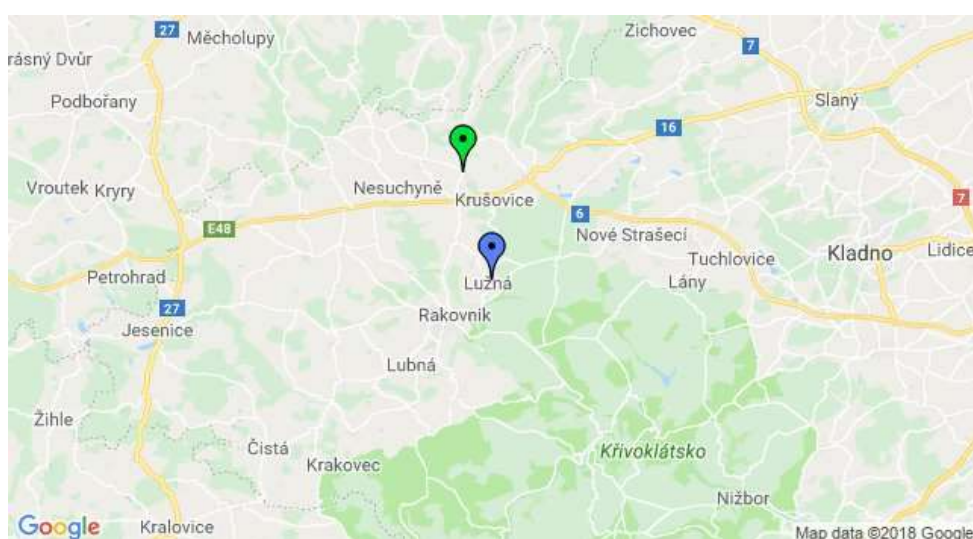 27
Měcholupy
Zichovec
7
rásný Dvůr
Podbořany
Slaný
16
Vroutek
Kryry
Nesuchyně
Krušovice
7
E48
6
Nové Strašecí
Tuchlovice
Kladno
Lidice
Petrohrad
Lužná
Lány
27
Rakovnik
Jesenice
Lubná
Žihle
Čistá
Krakovec
Křivoklátsko
Nižbor
Google
Kralovice
Map data ©2018 Google